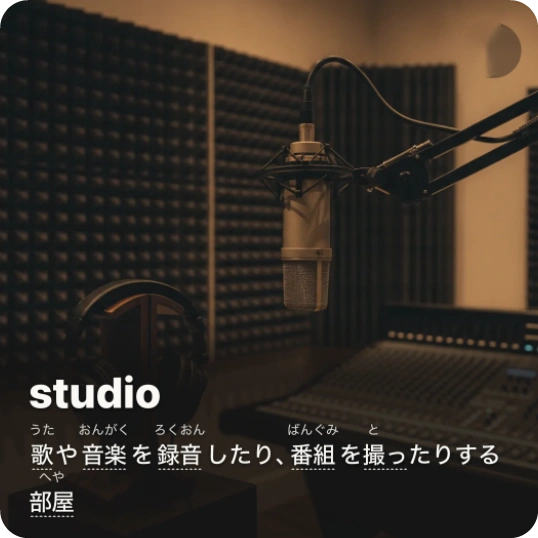 studio
うた おんがく ろくおん ばんぐみ と
歌や音楽を録音したり、番組を撮ったりする
へや
部屋